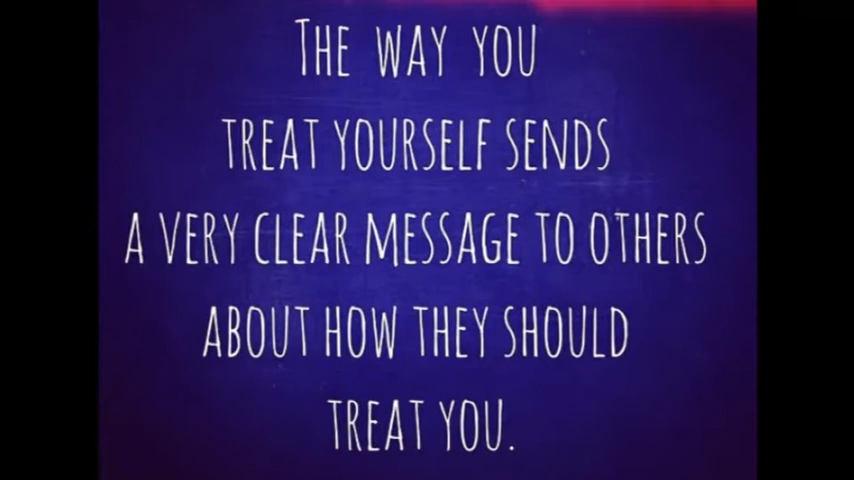 THE WAY YOU
TREAT YOURSELF SENDS
A VERY CLEAR MESSAGE TO OTHERS
ABOUT HOW THEY SHOULD
TREAT YOU.